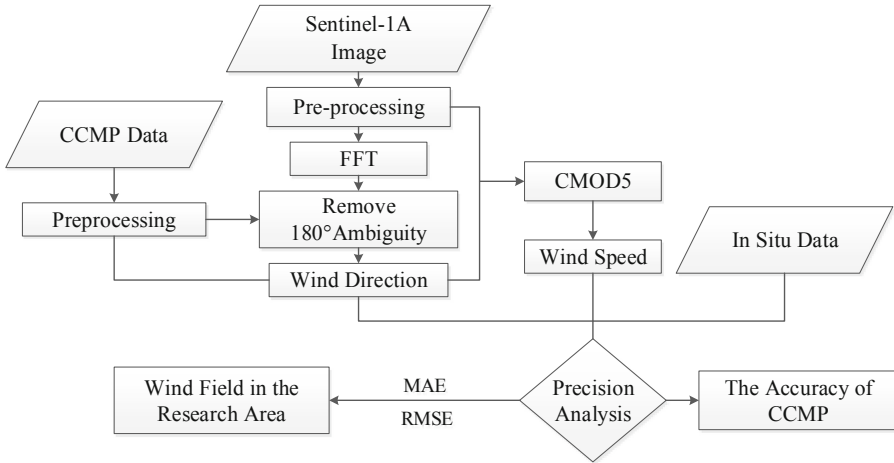 Sentinel-1A
Image
Pre-processing
CCMP Data
FFT
CMOD5
Preprocessing
Remove
180°Ambiguity
In Situ Data
Wind Direction
Wind Speed
Wind Field in the
Research Area
MAE
RMSE
Precision
Analysis
The Accuracy of
CCMP